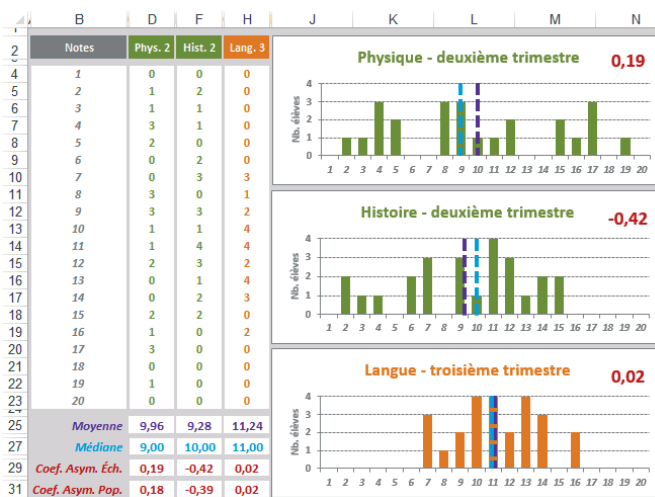 B D F H J K L M N
2 Notes Phys. 2 Hist. 2 Lang. 3
4 1 0 0 0
5 2 1 2 0
6 3 1 1 0
7 4 3 1 0
8 5 2 0 0
9 6 0 2 0
10 7 0 3 3
11 8 3 0 1
12 9 3 3 2
13 10 1 1 4
14 11 1 4 4
15 12 2 3 2
16 13 0 1 4
17 14 0 2 3
18 15 2 2 0
19 16 1 0 2
20 17 3 0 0
21 18 0 0 0
22 19 1 0 0
23 20 0 0 0
25 Moyenne 9,96 9,28 11,24
27 Médiane 9,00 10,00 11,00
29 Coef. Asym. Éch. 0,19 -0,42 0,02
31 Coef. Asym. Pop. 0,18 -0,39 0,02
Physique - deuxième trimestre 0,19
Nb. élèves
4
3
2
1
0
1 2 3 4 5 6 7 8 9 10 11 12 13 14 15 16 17 18 19 20
Histoire - deuxième trimestre -0,42
Nb. élèves
4
3
2
1
0
1 2 3 4 5 6 7 8 9 10 11 12 13 14 15 16 17 18 19 20
Langue - troisième trimestre 0,02
Nb. élèves
4
3
2
1
0
1 2 3 4 5 6 7 8 9 10 11 12 13 14 15 16 17 18 19 20